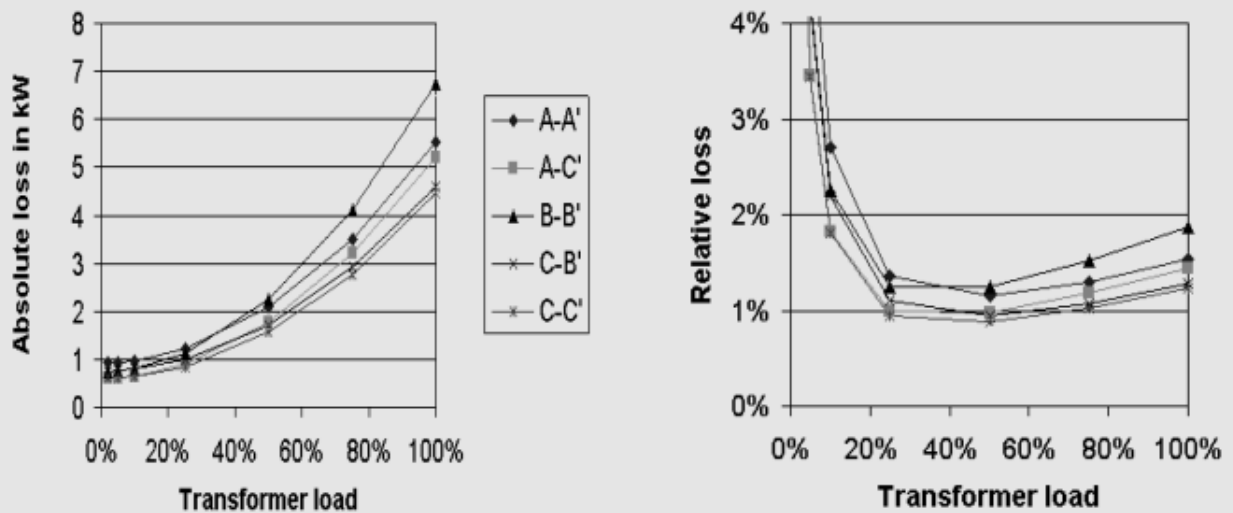 Absolute loss in kW
8
7
6
5
4
3
2
1
0
0% 20% 40% 60% 80% 100%
Transformer load
A-A'
A-C'
B-B'
C-B'
C-C'
Relative loss
4%
3%
2%
1%
0%
0% 20% 40% 60% 80% 100%
Transformer load